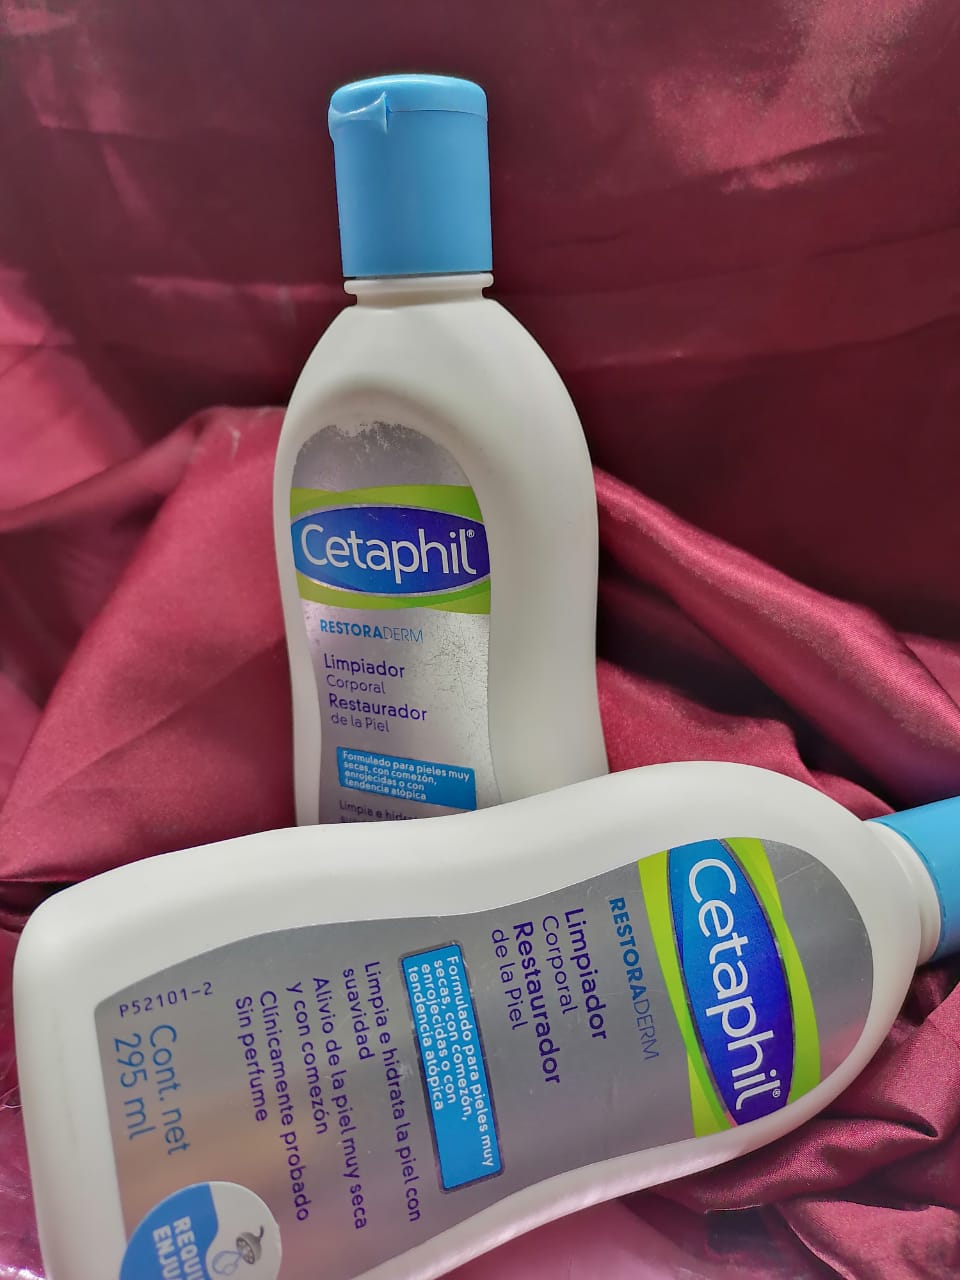 Cetaphil®
RESTORADERM
Limpiador
Corporal
Restaurador
de la Piel
Formulado para pieles muy
secas, con comezón,
enrojecidas o con
tendencia atópica
Limpia e
Cetaphil®
RESTORADERM
Limpiador
Corporal
Restaurador
de la Piel
Formulado para pieles muy
secas, con comezón,
enrojecidas o con
tendencia atópica
Limpia e hidrata la piel con
suavidad
Alivio de la piel muy seca
y con comezón
Clínicamente probado
Sin perfume
P52101-2
Cont. net
295 ml